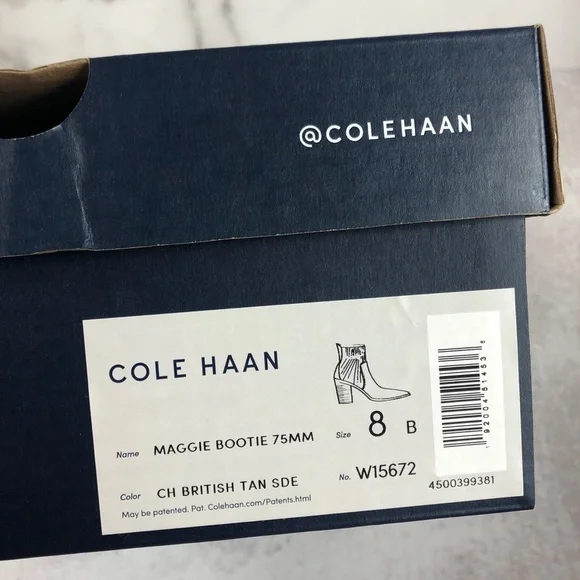 @COLEHAAN
COLE HAAN
Name MAGGIE BOOTIE 75MM Size 8 B
Color CH BRITISH TAN SDE No. W15672
May be patented. Pat. Colehaan.com/Patents.html
4500399381